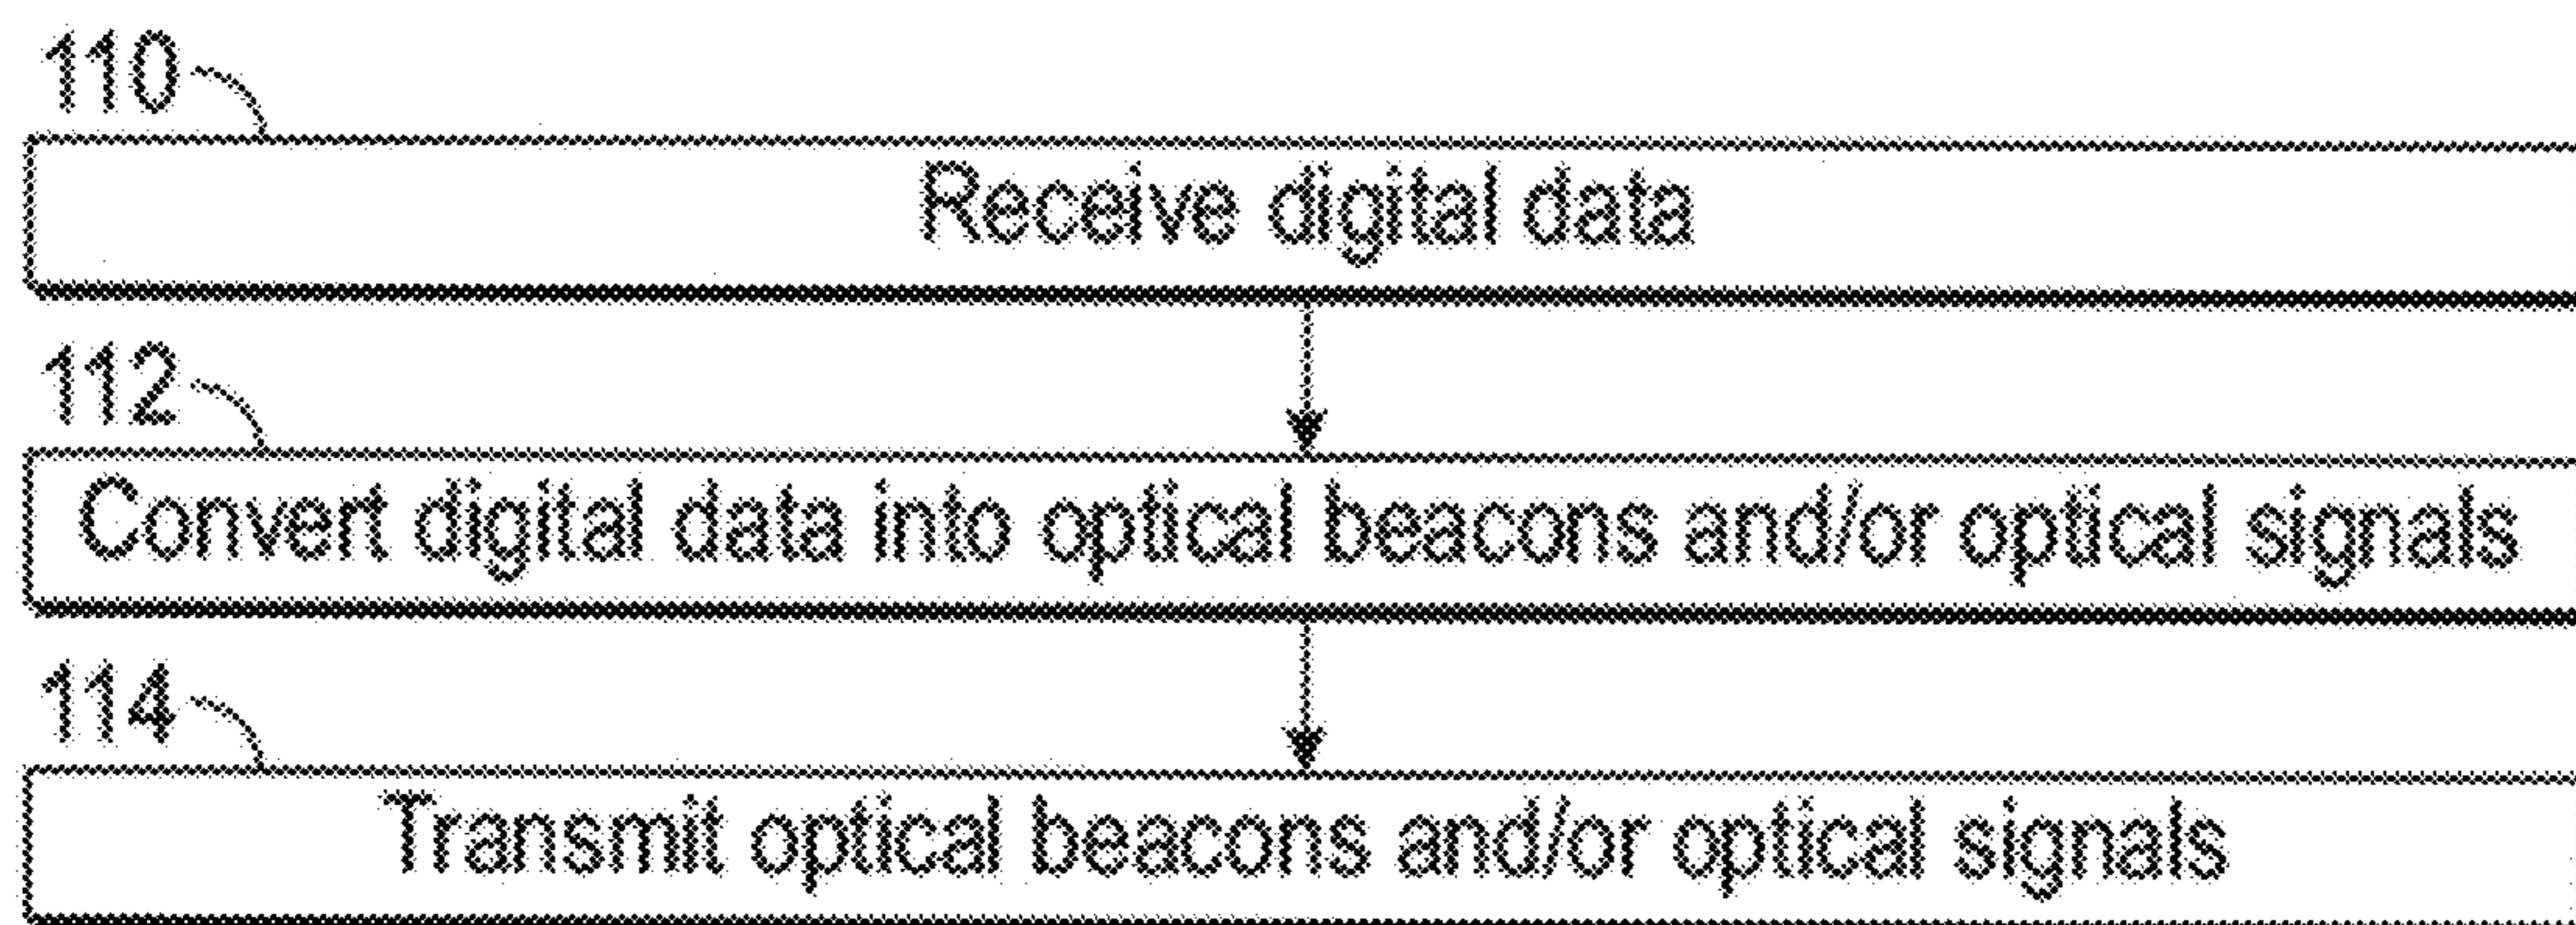 110
Receive digital data
112
Convert digital data into optical beacons and/or optical signals
114
Transmit optical beacons and/or optical signals